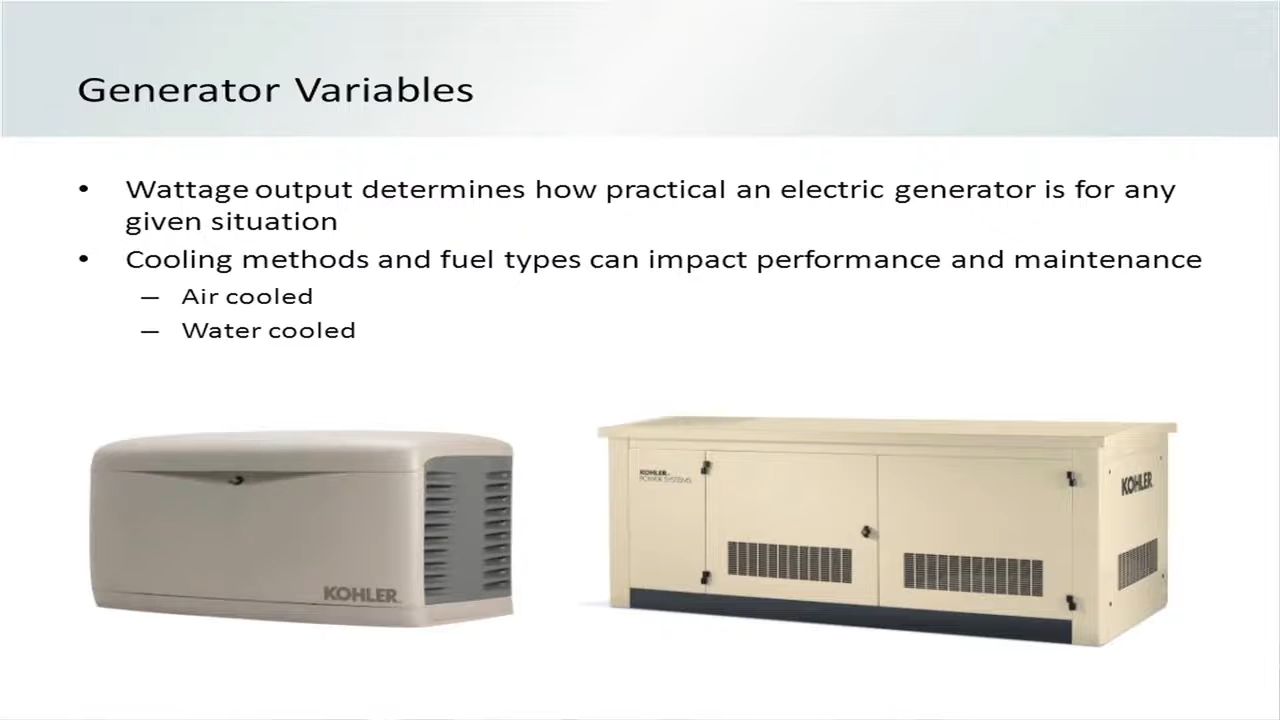 Generator Variables
• Wattage output determines how practical an electric generator is for any
given situation
• Cooling methods and fuel types can impact performance and maintenance
– Air cooled
– Water cooled
KOHLER
KOHLER
POWER SYSTEMS
KOHLER